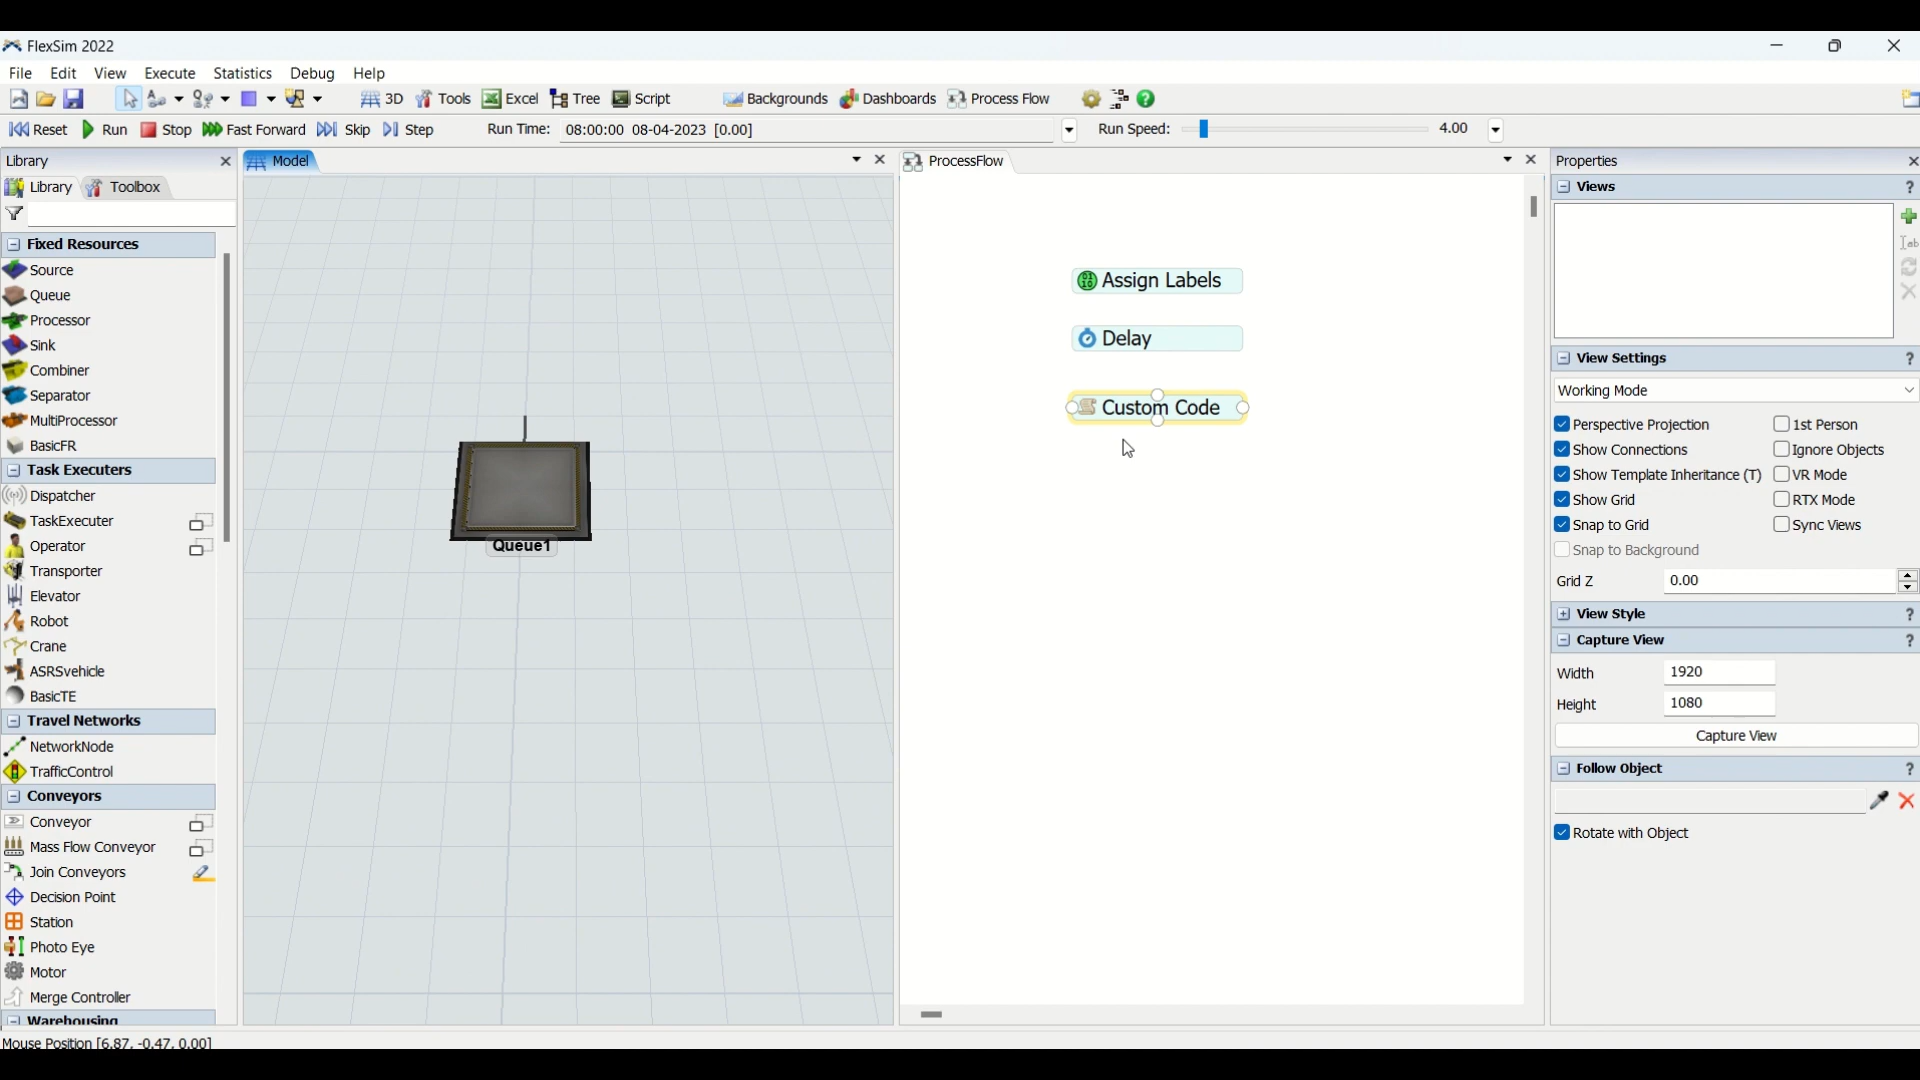 FlexSim 2022
File Edit View Execute Statistics Debug Help
3D Tools Excel Tree Script Backgrounds Dashboards Process Flow
Reset Run Stop Fast Forward Skip Step Run Time: 08:00:00 08-04-2023 [0.00] Run Speed: 4.00
Library
Library Toolbox
Fixed Resources
Source
Queue
Processor
Sink
Combiner
Separator
MultiProcessor
BasicFR
Task Executers
Dispatcher
TaskExecuter
Operator
Transporter
Elevator
Robot
Crane
ASRSvehicle
BasicTE
Travel Networks
NetworkNode
TrafficControl
Conveyors
Conveyor
Mass Flow Conveyor
Join Conveyors
Decision Point
Station
Photo Eye
Motor
Merge Controller
Warehousing
Model
Queue1
ProcessFlow
Assign Labels
Delay
Custom Code
Properties
Views
View Settings
Working Mode
Perspective Projection 1st Person
Show Connections Ignore Objects
Show Template Inheritance (T) VR Mode
Show Grid RTX Mode
Snap to Grid Sync Views
Snap to Background
Grid Z 0.00
View Style
Capture View
Width 1920
Height 1080
Capture View
Follow Object
Rotate with Object
Mouse Position [6.87, -0.47, 0.00]